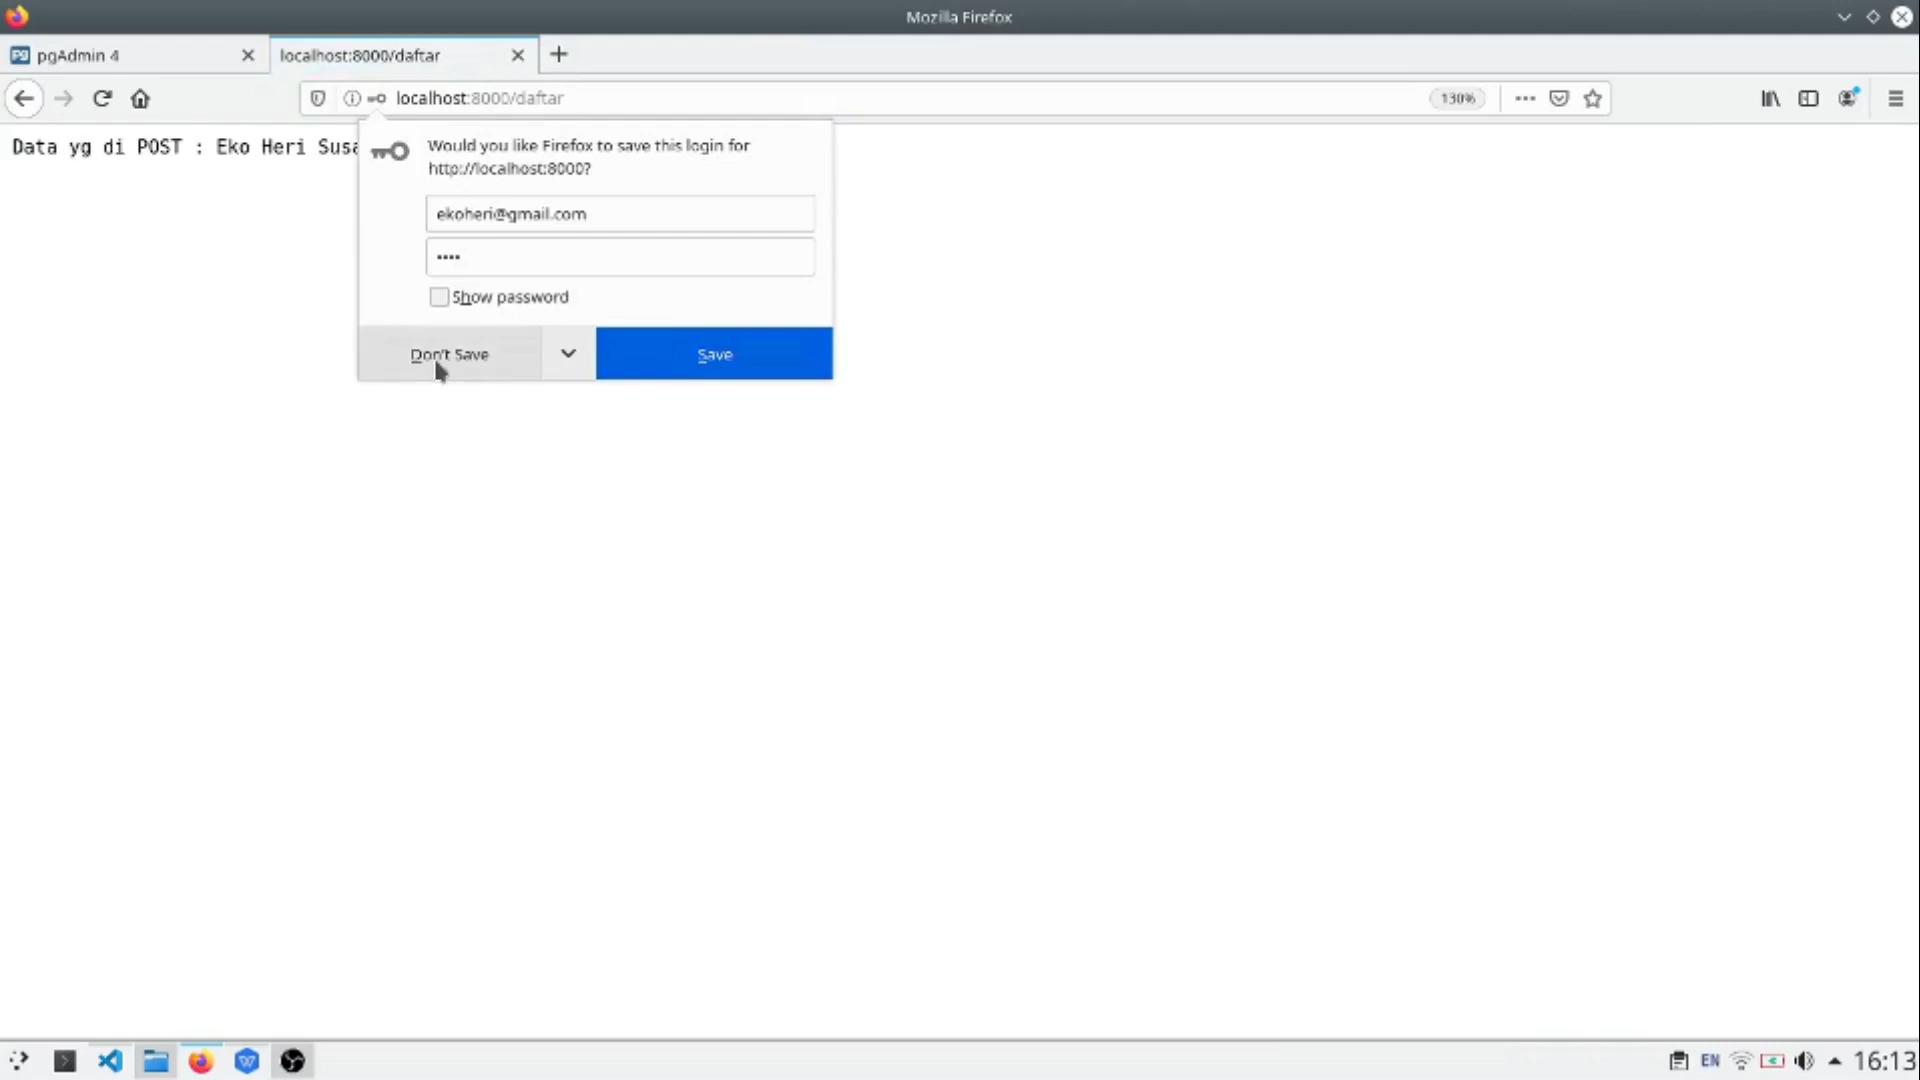 Mozilla Firefox
pgAdmin 4
localhost:8000/daftar
localhost:8000/daftar
130%
Data yg di POST : Eko Heri Susa
Would you like Firefox to save this login for
http://localhost:8000?
ekoheri@gmail.com
••••
Show password
Don't Save
Save
EN
16:13